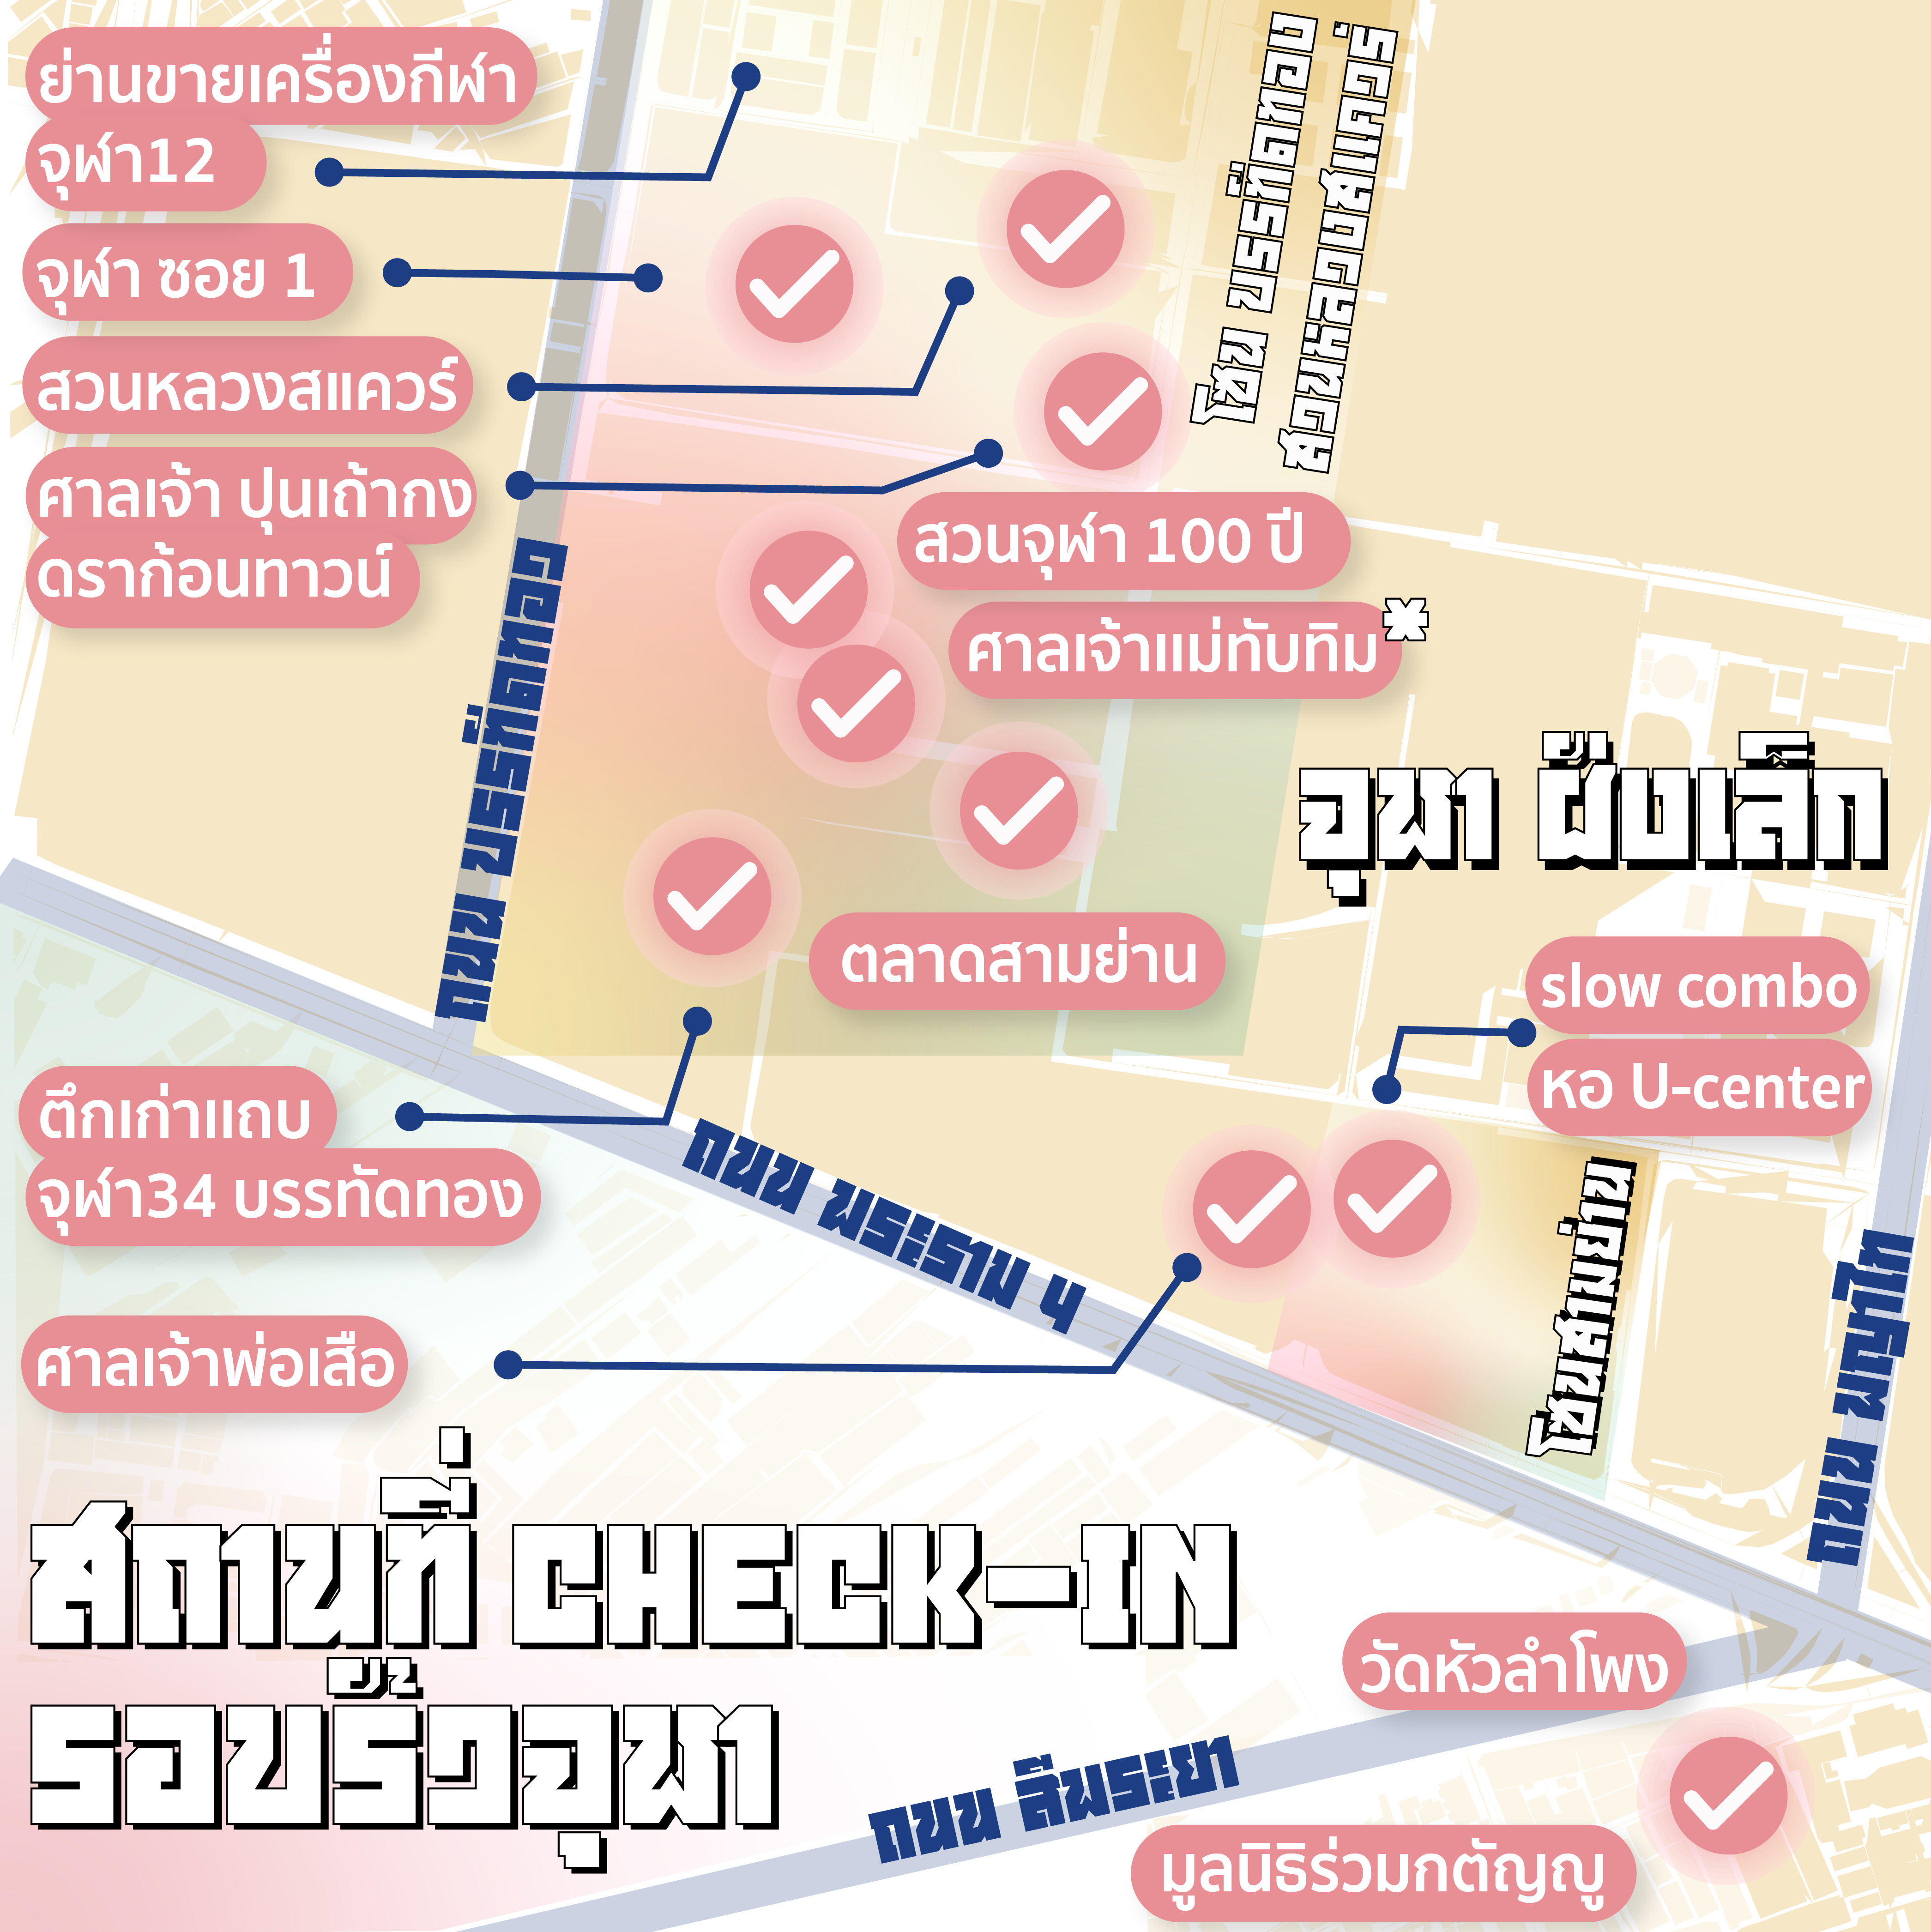 ย่านขายเครื่องกีฬา
จุฬา12
จุฬา ซอย 1
สวนหลวงสแควร์
ศาลเจ้า ปุนเถ้ากง
ดราก้อนทาวน์
โซน บรรทัดทอง
สวนหลวงสแควร์
สวนจุฬา 100 ปี
ศาลเจ้าแม่ทับทิม*
ถนน จรัสเมือง
จุฬา ฝั่งเล็ก
ตลาดสามย่าน
slow combo
หอ U-center
ตึกเก่าแถบ
จุฬา34 บรรทัดทอง
ถนน พระราม 4
ศาลเจ้าพ่อเสือ
ถนน พญาไท
สถานที่ CHECK-IN
รอบรั้วจุฬา
วัดหัวลำโพง
ถนน สี่พระยา
มูลนิธิร่วมกตัญญู